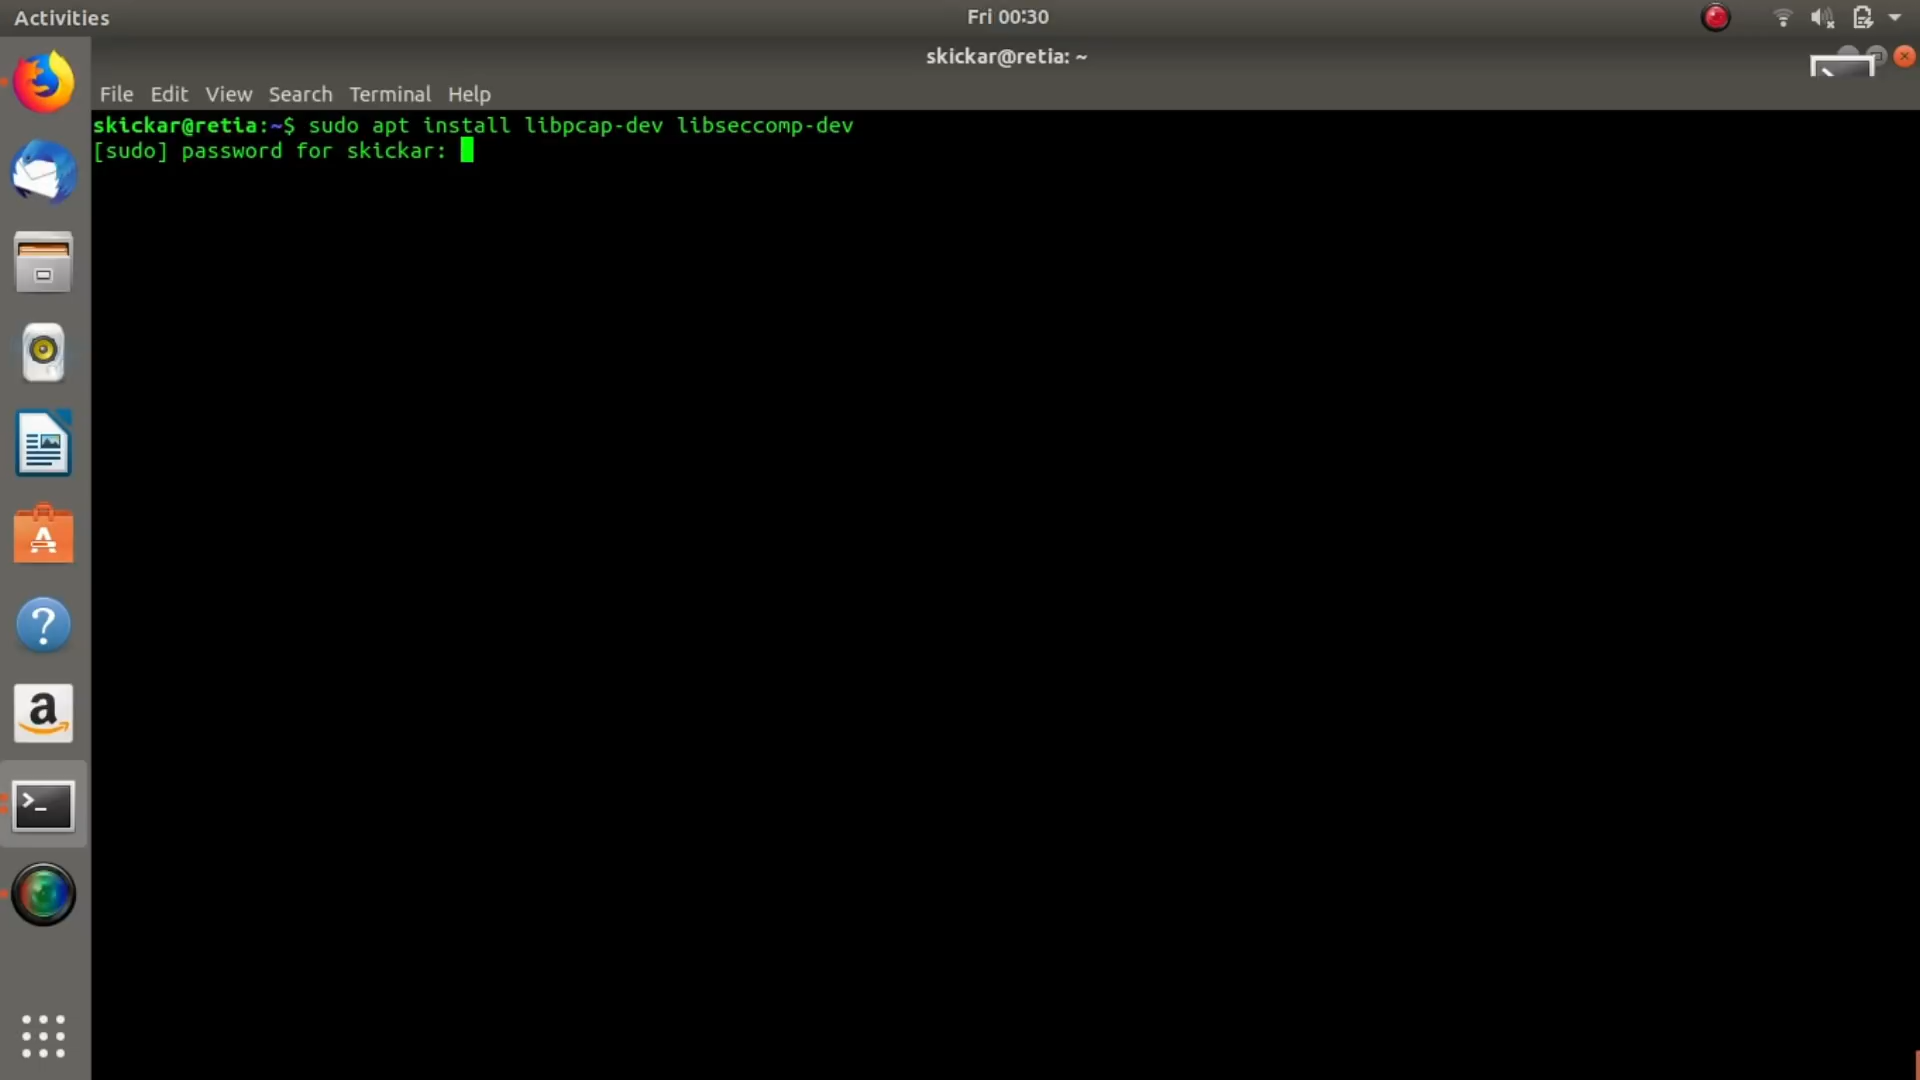 Activities
Fri 00:30
skickar@retia: ~
File Edit View Search Terminal Help
skickar@retia:~$ sudo apt install libpcap-dev libseccomp-dev
[sudo] password for skickar: